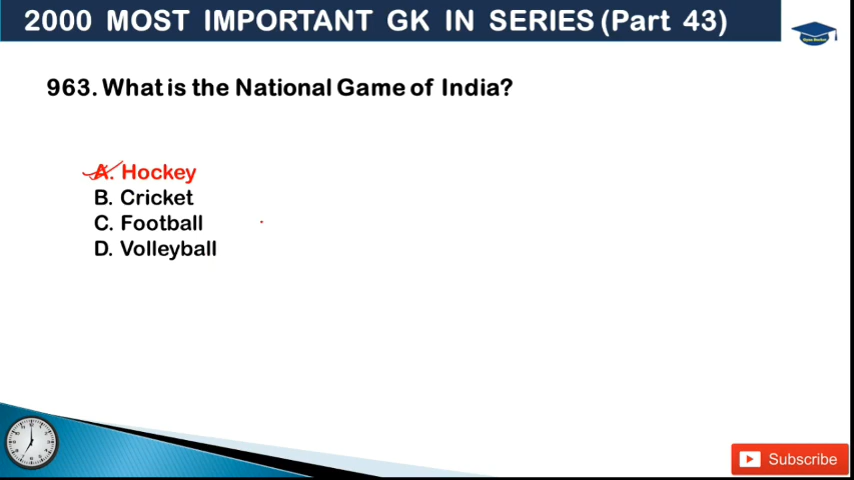 2000 MOST IMPORTANT GK IN SERIES (Part 43)
963. What is the National Game of India?
A. Hockey
B. Cricket
C. Football
D. Volleyball
Subscribe